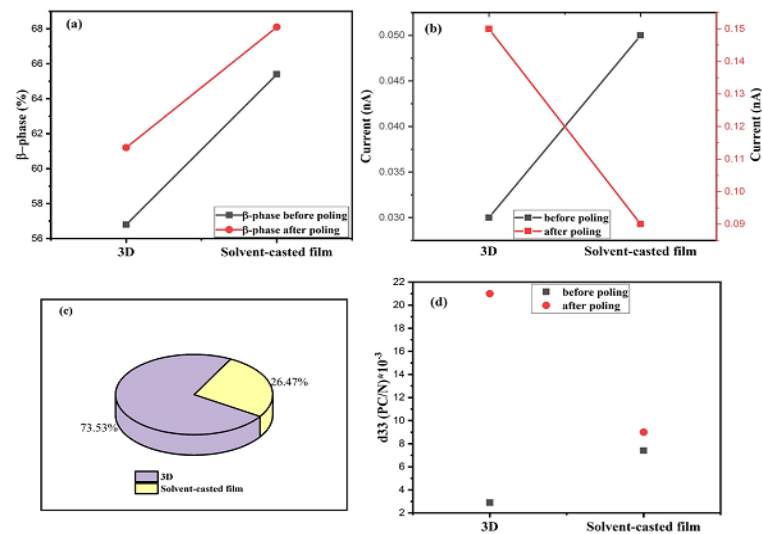 (a)
68
66
64
62
60
58
56
β–phase (%)
β-phase before poling
β-phase after poling
3D
Solvent-casted film
(b)
0.050
0.045
0.040
0.035
0.030
Current (nA)
0.15
0.14
0.13
0.12
0.11
0.10
0.09
Current (nA)
before poling
after poling
3D
Solvent-casted film
(c)
26.47%
73.53%
3D
Solvent-casted film
(d)
22
20
18
16
14
12
10
8
6
4
2
d33 (PC/N)*10-3
before poling
after poling
3D
Solvent-casted film